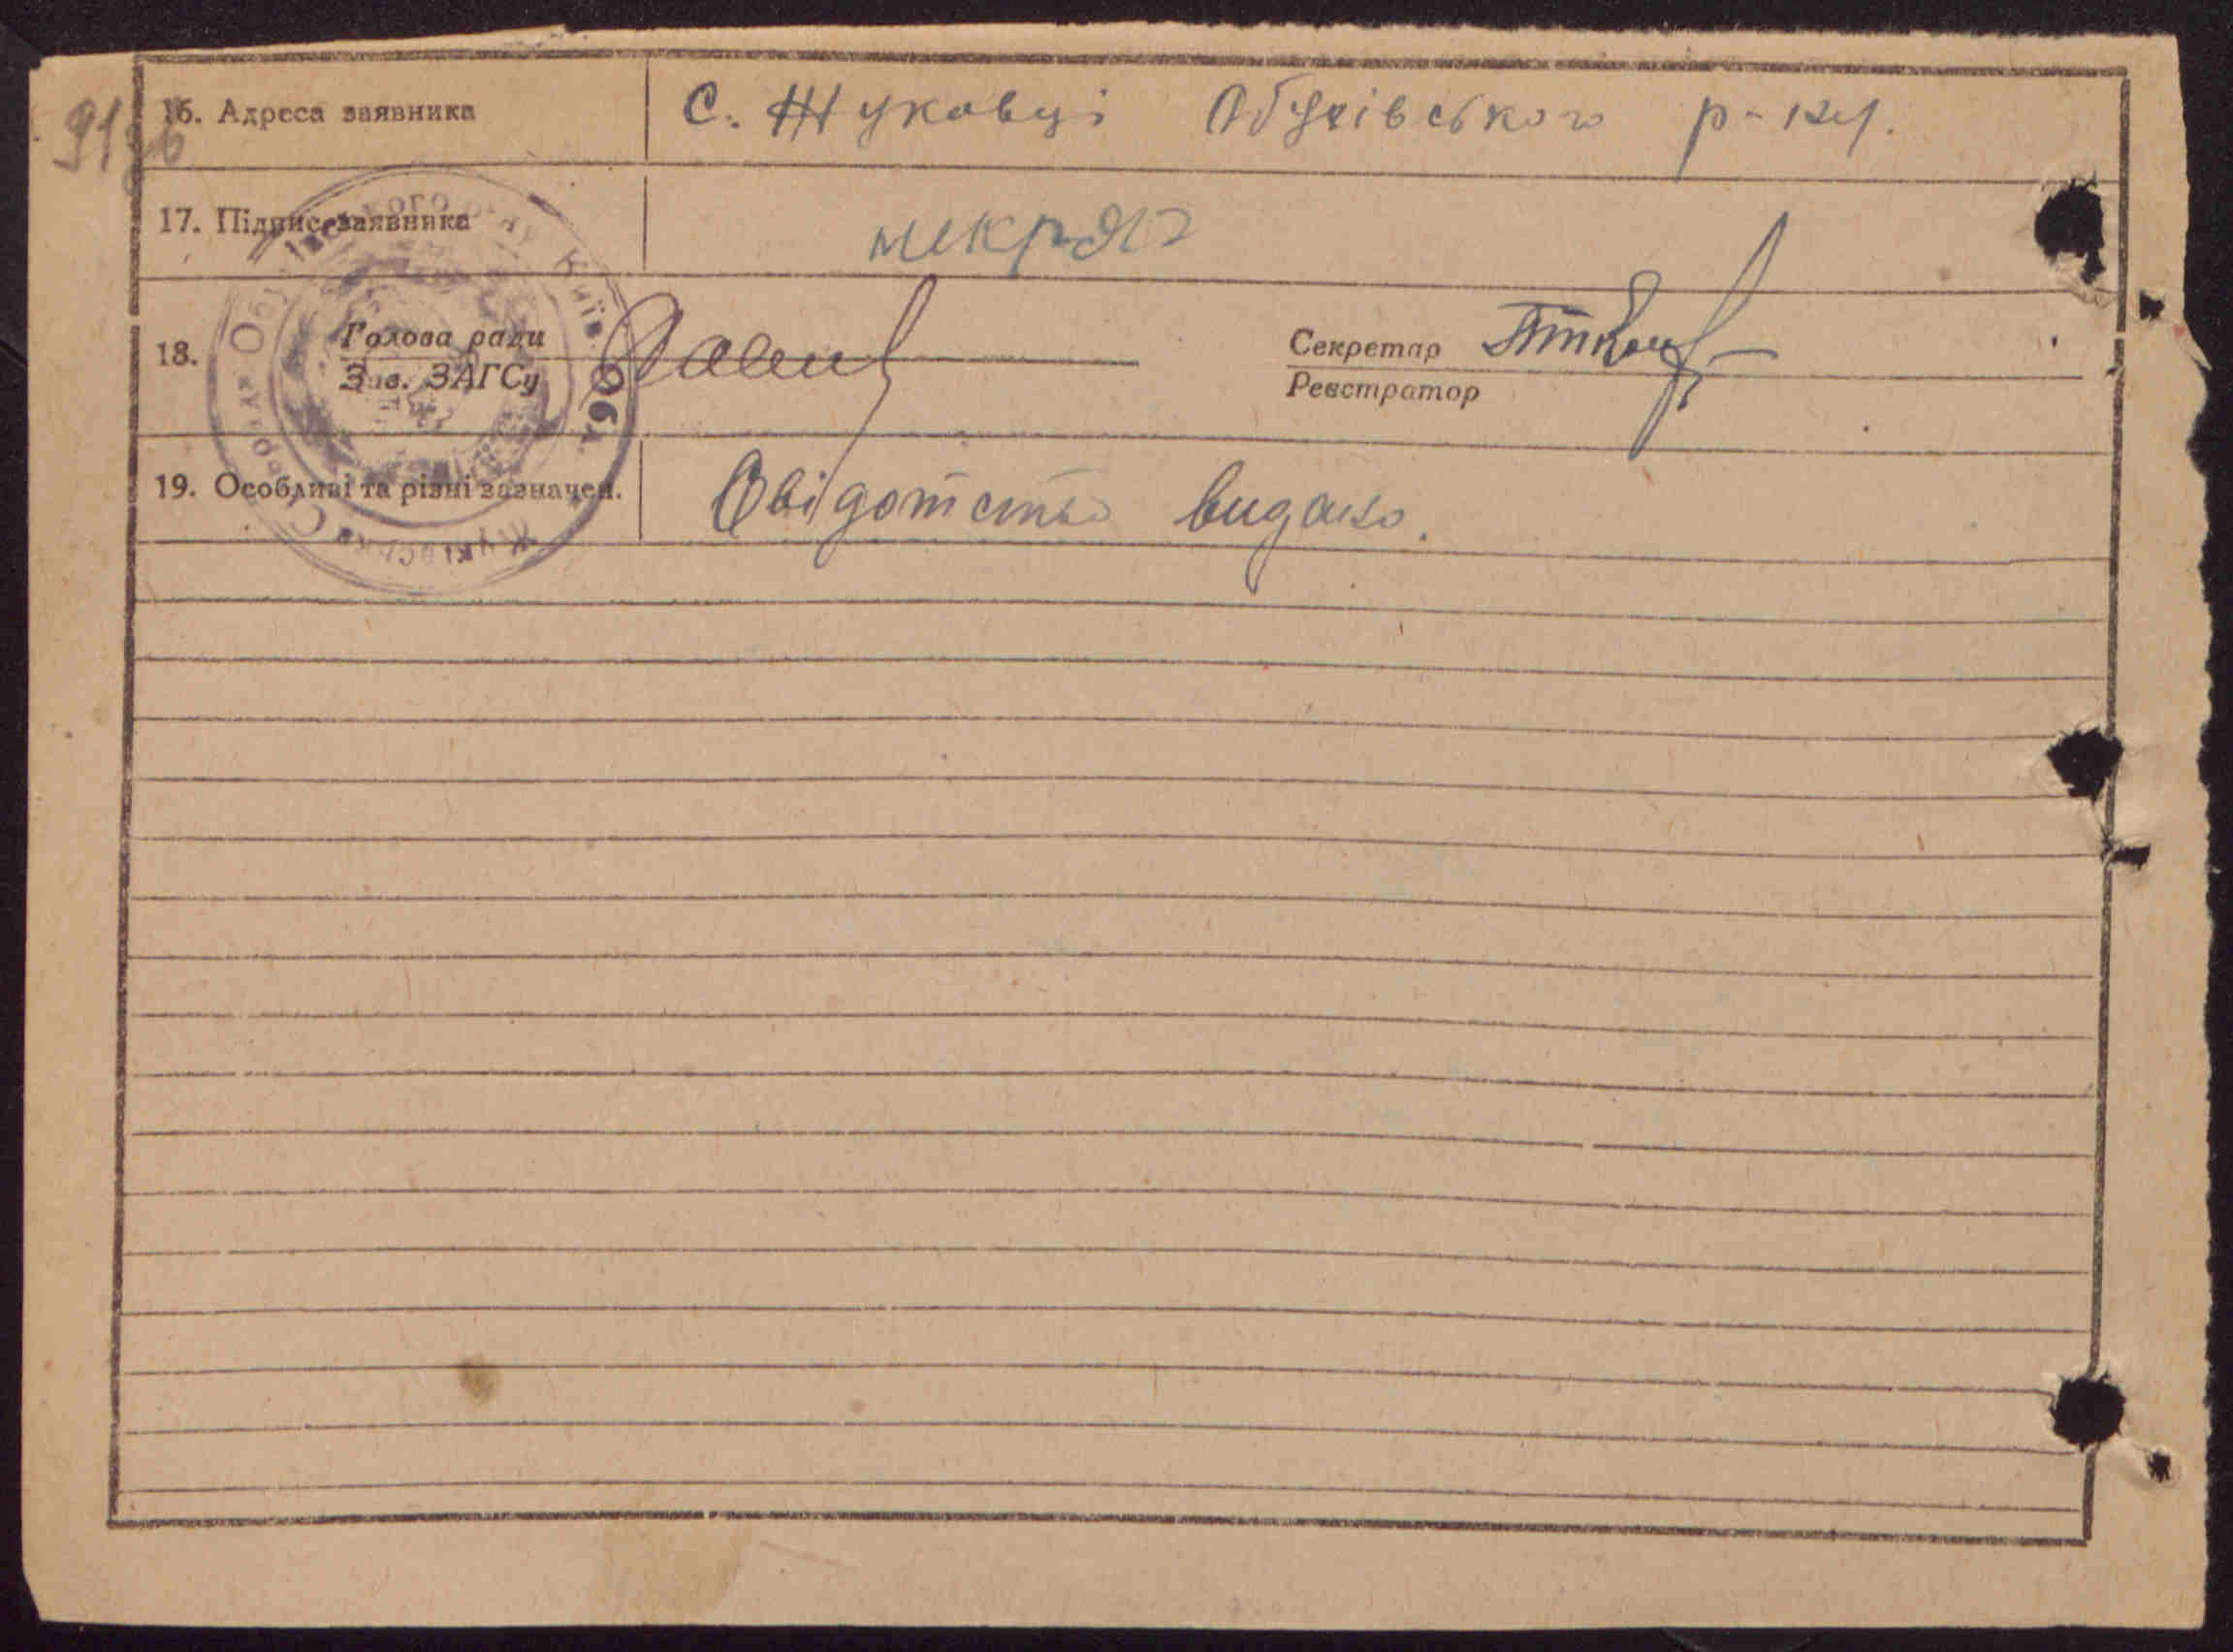 16. Адреса заявника С. Жуковці Обухівського р-ну.
17. Підпис заявника
18. Голова ради Секретар
Зав. ЗАГСу Реєстратор
19. Особливі та різні зазначен. Свідотство видано.